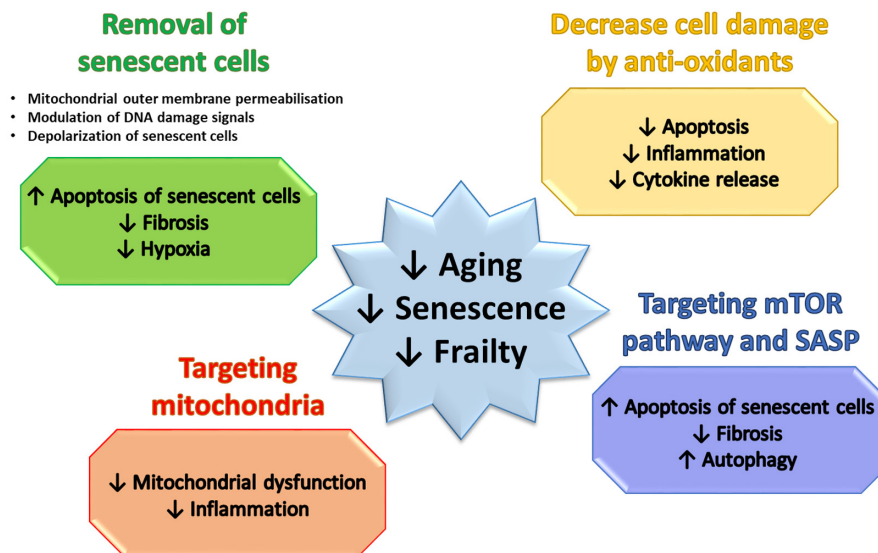 Removal of
senescent cells
• Mitochondrial outer membrane permeabilisation
• Modulation of DNA damage signals
• Depolarization of senescent cells
↑ Apoptosis of senescent cells
↓ Fibrosis
↓ Hypoxia
Decrease cell damage
by anti-oxidants
↓ Apoptosis
↓ Inflammation
↓ Cytokine release
↓ Aging
↓ Senescence
↓ Frailty
Targeting
mitochondria
↓ Mitochondrial dysfunction
↓ Inflammation
Targeting mTOR
pathway and SASP
↑ Apoptosis of senescent cells
↓ Fibrosis
↑ Autophagy